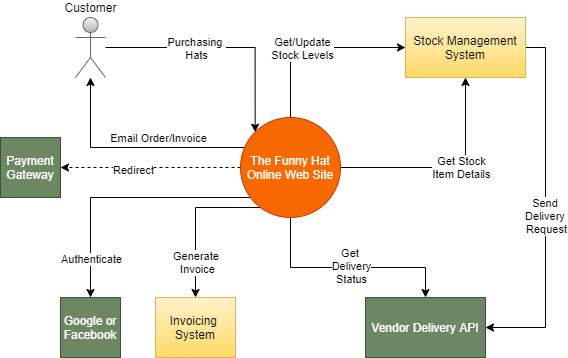 Customer
Purchasing
Hats
Get/Update
Stock Levels
Stock Management
System
Email Order/Invoice
The Funny Hat
Online Web Site
Payment
Gateway
Redirect
Get Stock
Item Details
Send
Delivery
Request
Authenticate
Generate
Invoice
Get
Delivery
Status
Google or
Facebook
Invoicing
System
Vendor Delivery API